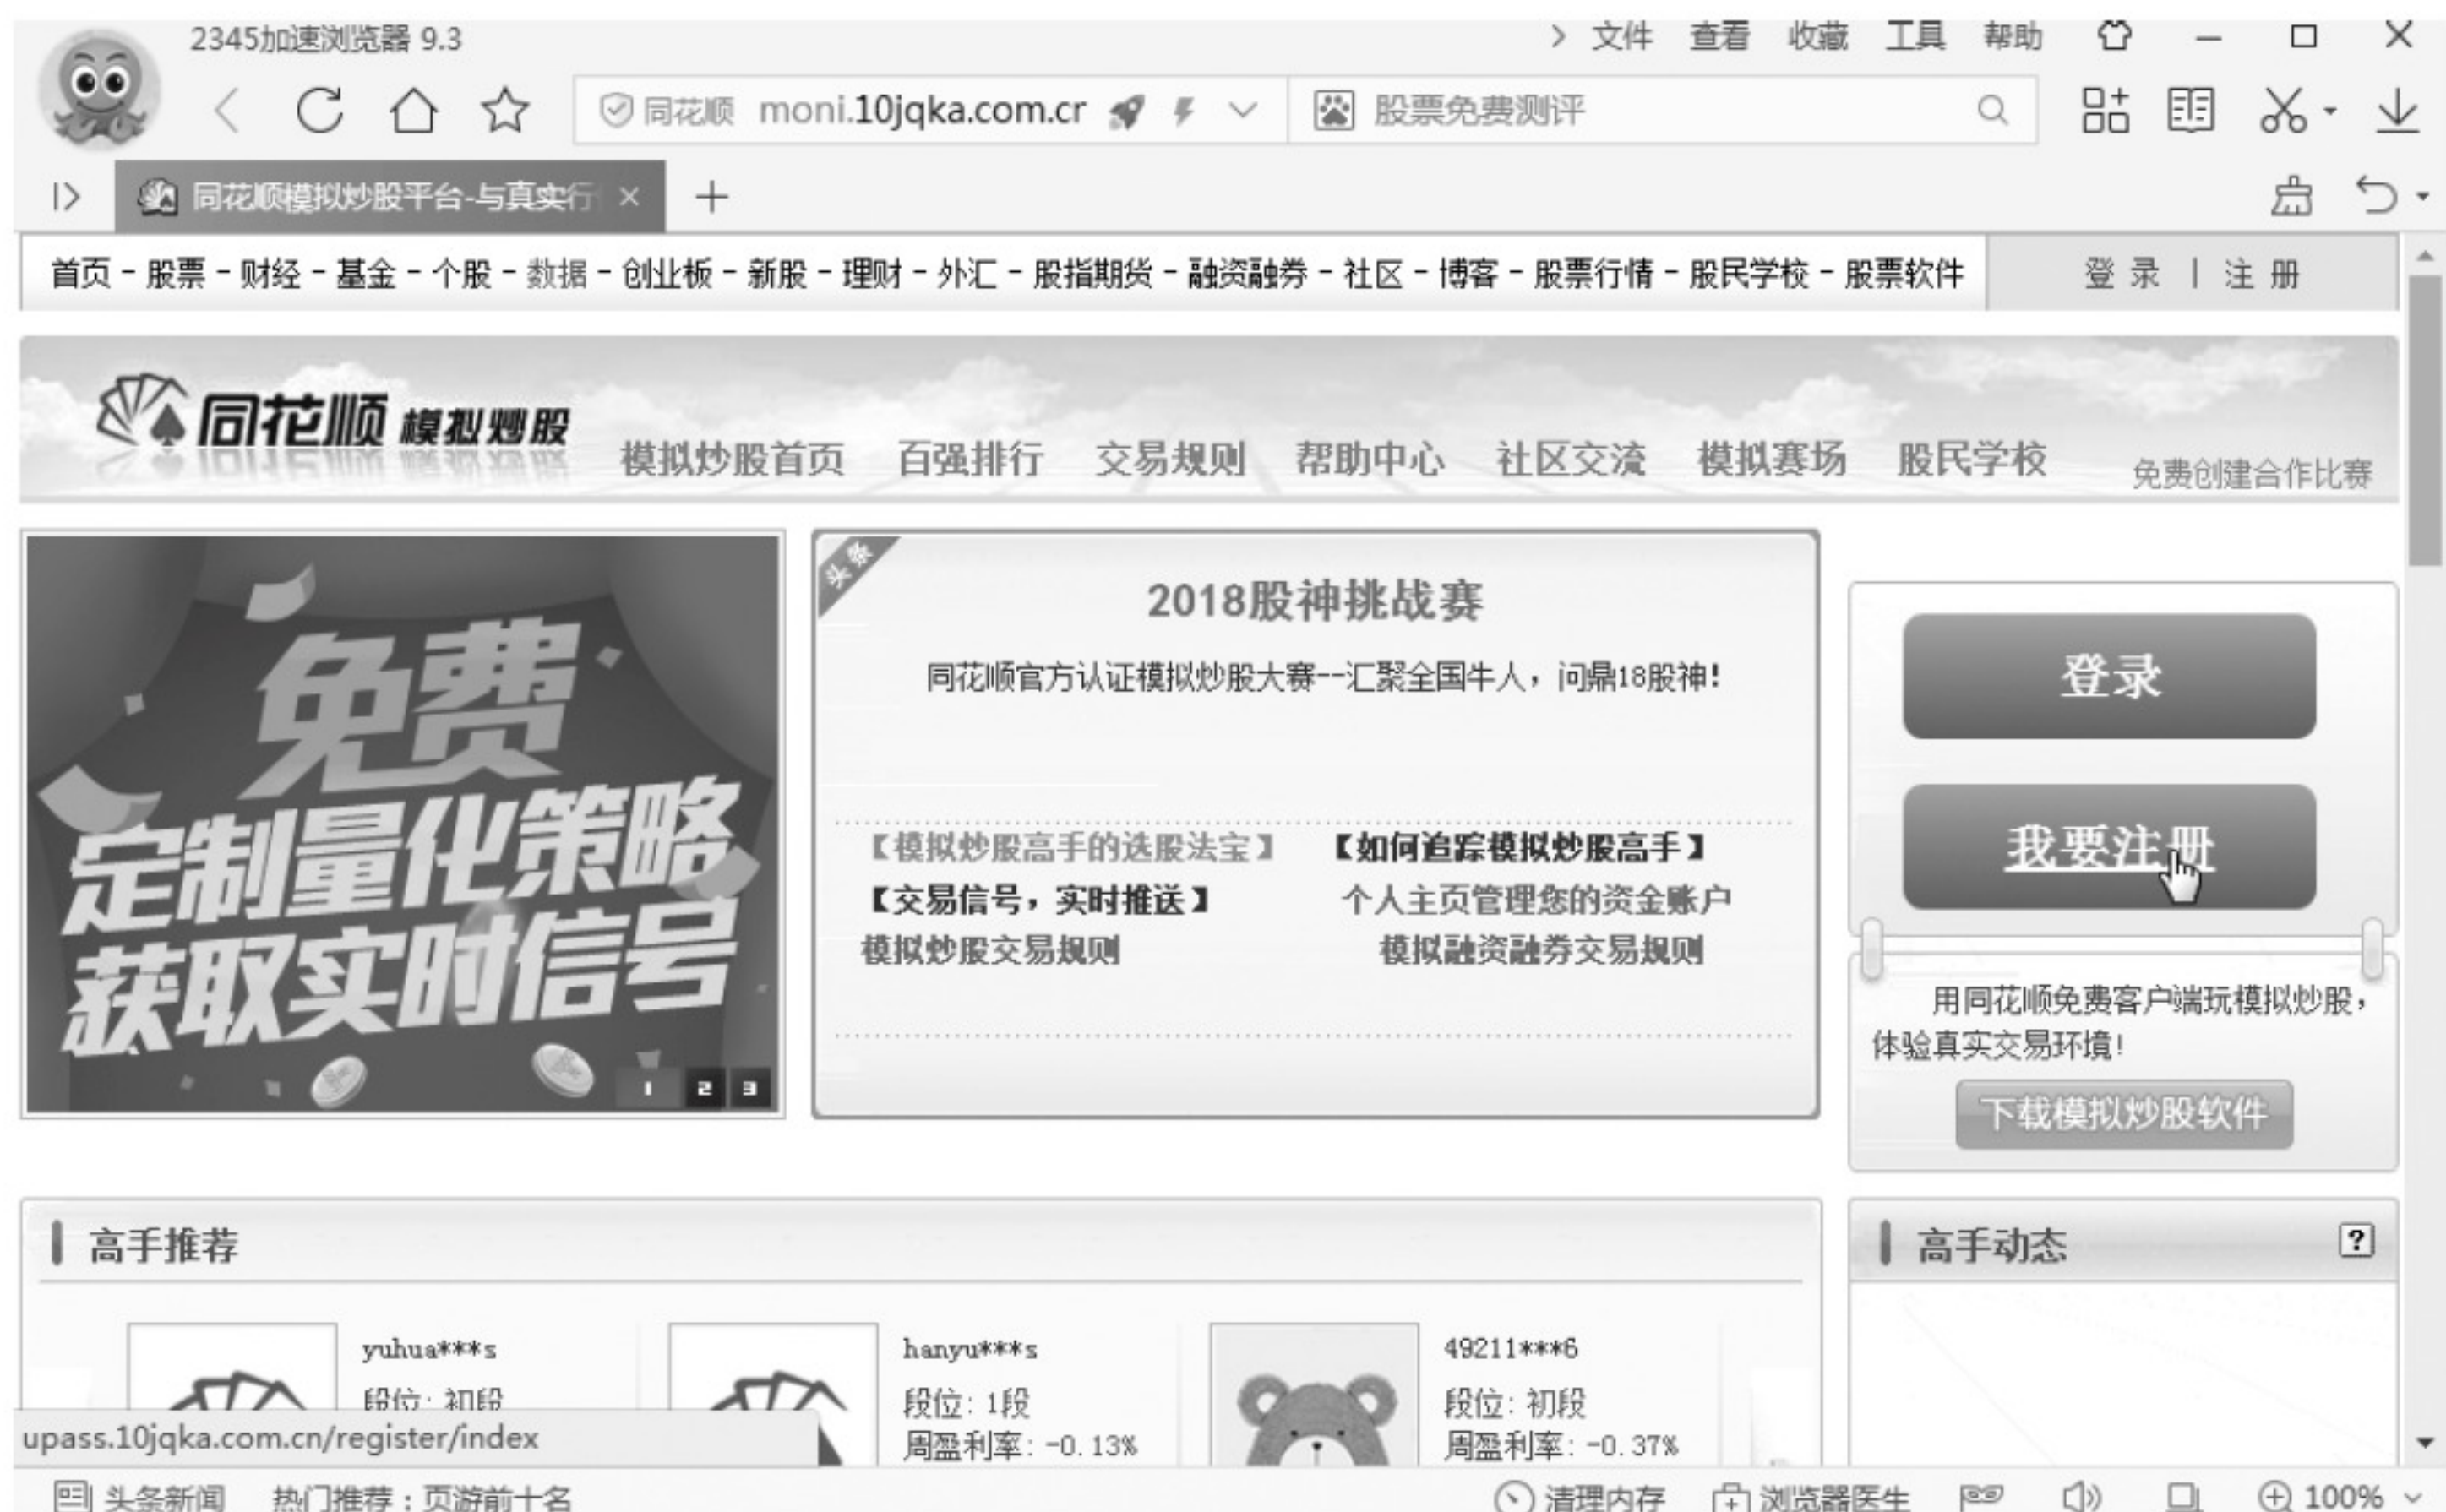 2345加速浏览器 9.3
> 文件 查看 收藏 工具 帮助
同花顺 moni.10jqka.com.cr 股票免费测评
同花顺模拟炒股平台-与真实行
首页 - 股票 - 财经 - 基金 - 个股 - 数据 - 创业板 - 新股 - 理财 - 外汇 - 股指期货 - 融资融券 - 社区 - 博客 - 股票行情 - 股民学校 - 股票软件
登录 | 注册
同花顺 模拟炒股
模拟炒股首页 百强排行 交易规则 帮助中心 社区交流 模拟赛场 股民学校 免费创建合作比赛
免费
定制量化策略
获取实时信号
1 2 3
头条
2018股神挑战赛
同花顺官方认证模拟炒股大赛--汇聚全国牛人，问鼎18股神!
【模拟炒股高手的选股法宝】 【如何追踪模拟炒股高手】
【交易信号，实时推送】 个人主页管理您的资金账户
模拟炒股交易规则 模拟融资融券交易规则
登录
我要注册
用同花顺免费客户端玩模拟炒股，
体验真实交易环境!
下载模拟炒股软件
高手推荐
yuhua***s
段位: 初段
hanyu***s
段位: 1段
周盈利率: -0.13%
49211***6
段位: 初段
周盈利率: -0.37%
高手动态 ?
upass.10jqka.com.cn/register/index
头条新闻 热门推荐：页游前十名 清理内存 浏览器医生 100%